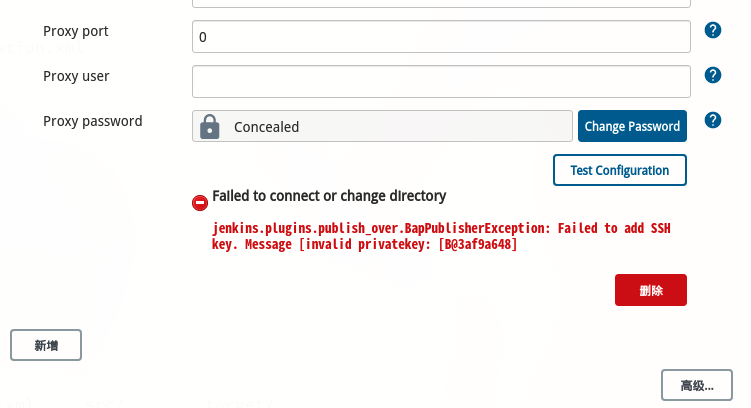 Proxy port
0
Proxy user
Proxy password
Concealed
Change Password
Test Configuration
Failed to connect or change directory
jenkins.plugins.publish_over.BapPublisherException: Failed to add SSH
key. Message [invalid privatekey: [B@3af9a648]
删除
新增
高级...